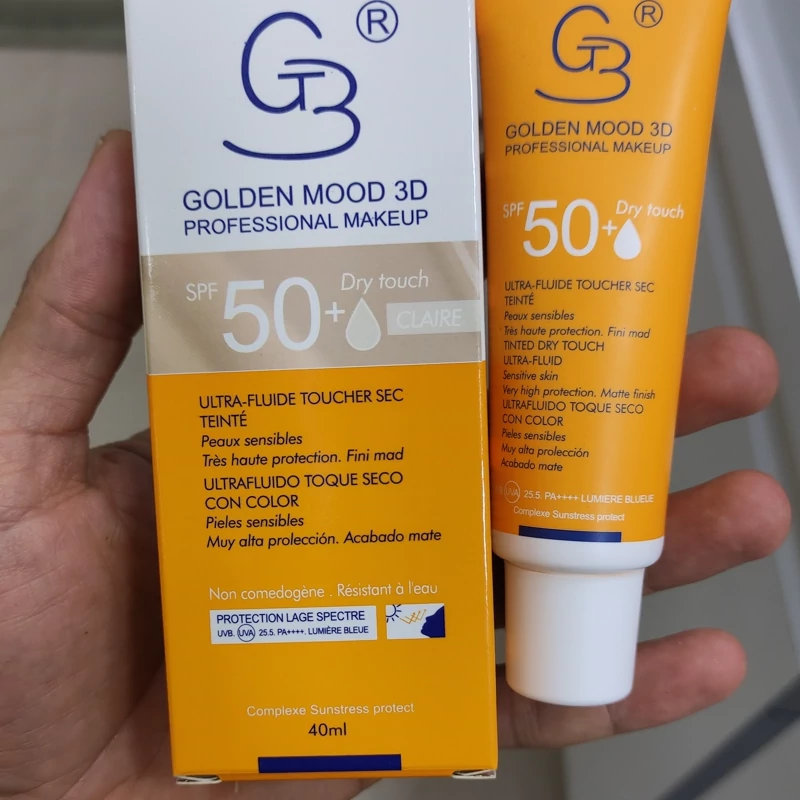 GTB ®
GOLDEN MOOD 3D
PROFESSIONAL MAKEUP
SPF 50+ Dry touch
CLAIRE
ULTRA-FLUIDE TOUCHER SEC
TEINTÉ
Peaux sensibles
Très haute protection. Fini mad
ULTRAFLUIDO TOQUE SECO
CON COLOR
Pieles sensibles
Muy alta prolección. Acabado mate
Non comedogène . Résistant à l'eau
PROTECTION LAGE SPECTRE
UVB. UVA 25.5. PA++++. LUMIÈRE BLEUE
Complexe Sunstress protect
40ml
GTB ®
GOLDEN MOOD 3D
PROFESSIONAL MAKEUP
SPF 50+ Dry touch
ULTRA-FLUIDE TOUCHER SEC
TEINTÉ
Peaux sensibles
Très haute protection. Fini mad
TINTED DRY TOUCH
ULTRA-FLUID
Sensitive skin
Very high protection. Matte finish
ULTRAFLUIDO TOQUE SECO
CON COLOR
Pieles sensibles
Muy alta prolección
Acabado mate
UVA 25.5. PA++++ LUMIERE BLUEUE
Complexe Sunstress protect